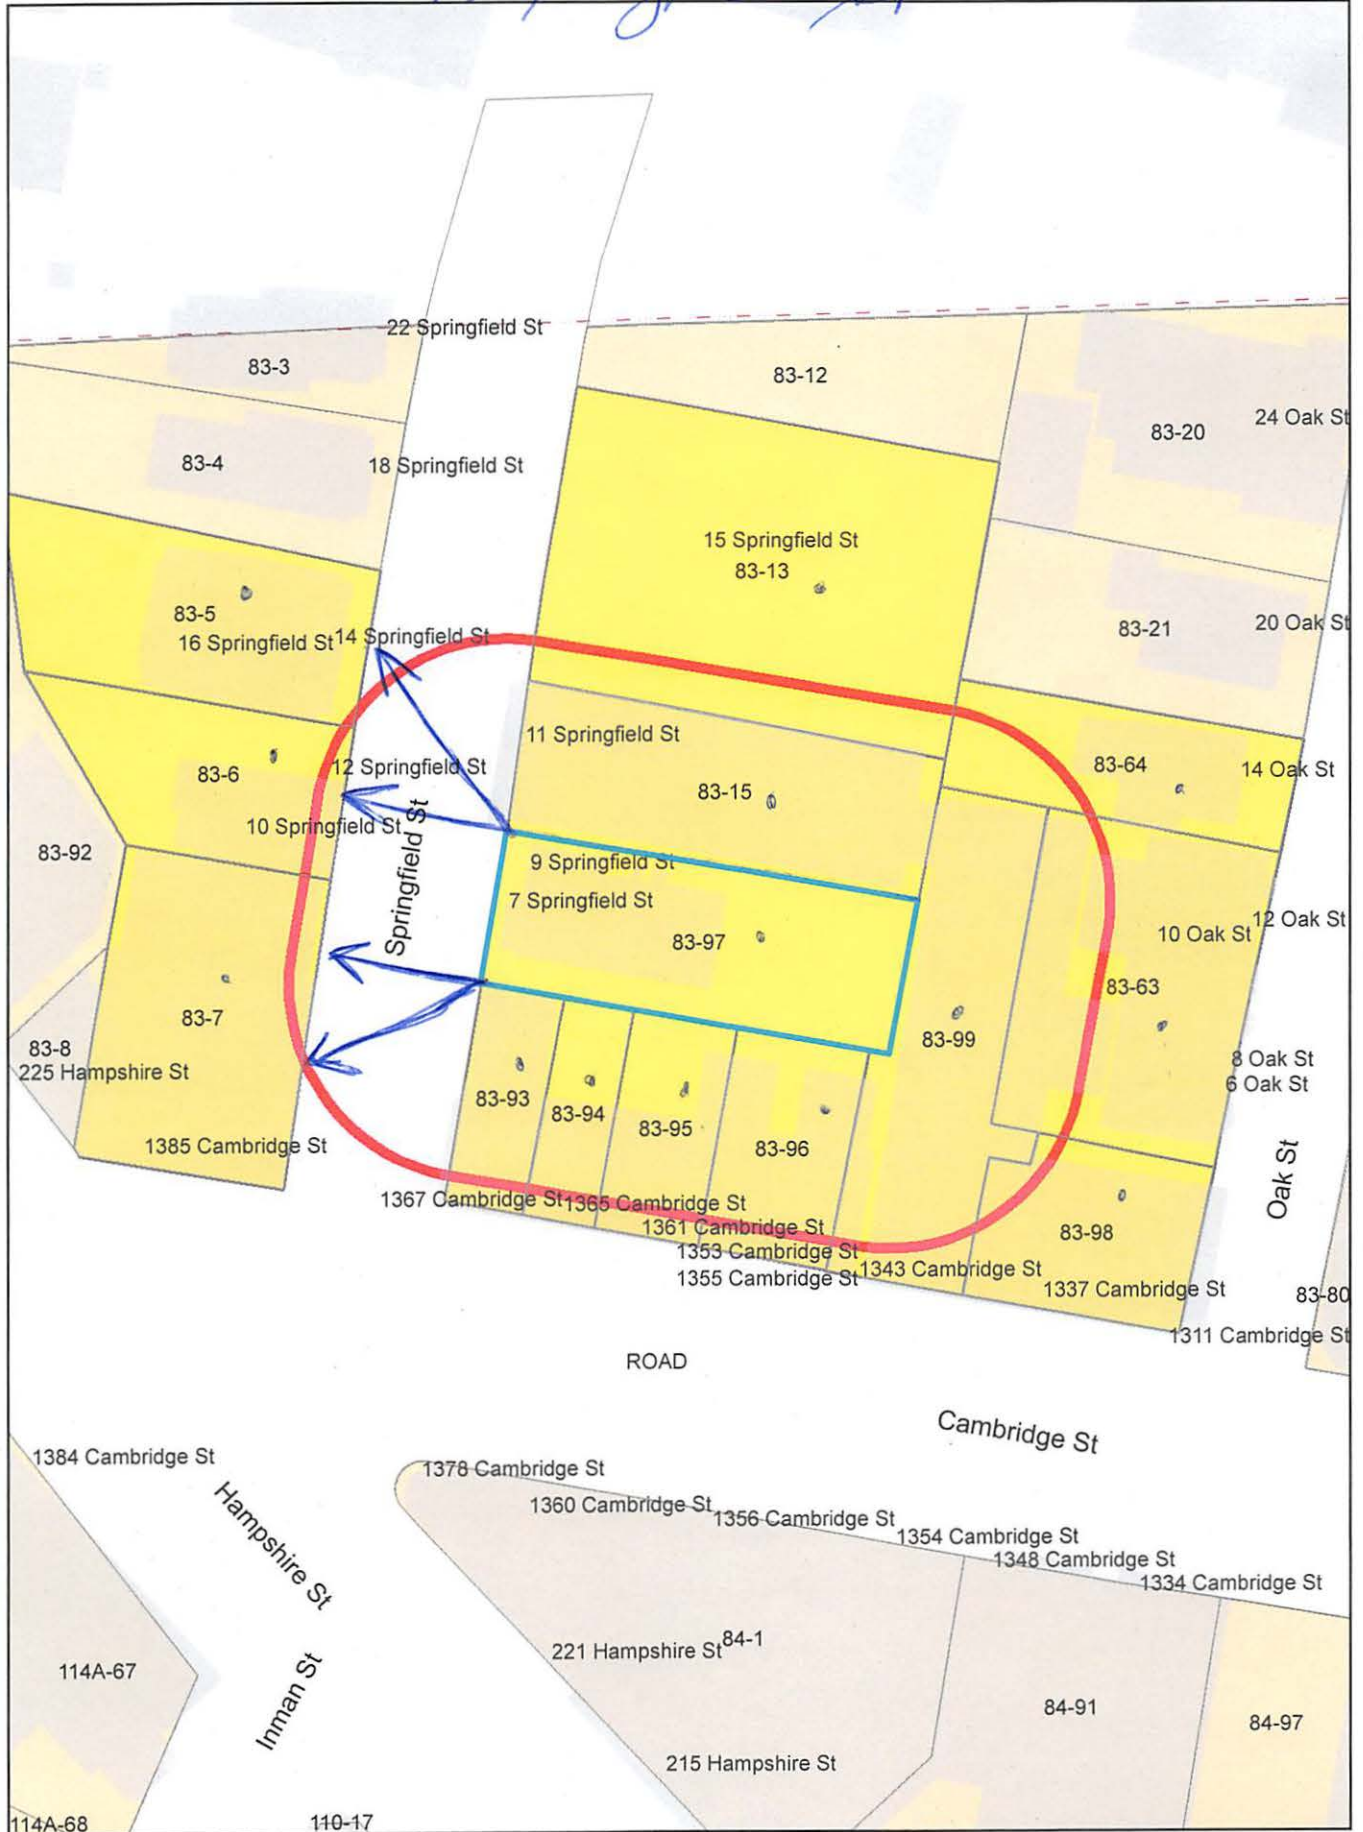 22 Springfield St
83-3
83-12
24 Oak St
83-20
83-4
18 Springfield St
15 Springfield St
83-13
83-5
16 Springfield St
14 Springfield St
83-21
20 Oak St
11 Springfield St
83-6
12 Springfield St
83-15
83-64
14 Oak St
10 Springfield St
Springfield St
83-92
9 Springfield St
7 Springfield St
83-97
10 Oak St
12 Oak St
83-63
83-7
83-99
83-8
225 Hampshire St
83-93
83-94
83-95
83-96
8 Oak St
6 Oak St
1385 Cambridge St
Oak St
1367 Cambridge St
1365 Cambridge St
1361 Cambridge St
1353 Cambridge St
1355 Cambridge St
83-98
1343 Cambridge St
1337 Cambridge St
83-80
1311 Cambridge St
ROAD
Cambridge St
1384 Cambridge St
1378 Cambridge St
Hampshire St
1360 Cambridge St
1356 Cambridge St
1354 Cambridge St
1348 Cambridge St
1334 Cambridge St
221 Hampshire St
84-1
114A-67
Inman St
84-91
84-97
215 Hampshire St
114A-68
110-17